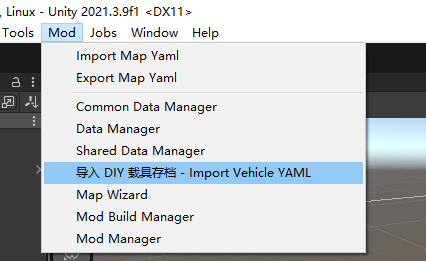 , Linux - Unity 2021.3.9f1 <DX11>
Tools Mod Jobs Window Help
Import Map Yaml
Export Map Yaml
Common Data Manager
Data Manager
Shared Data Manager
导入 DIY 载具存档 - Import Vehicle YAML
Map Wizard
Mod Build Manager
Mod Manager